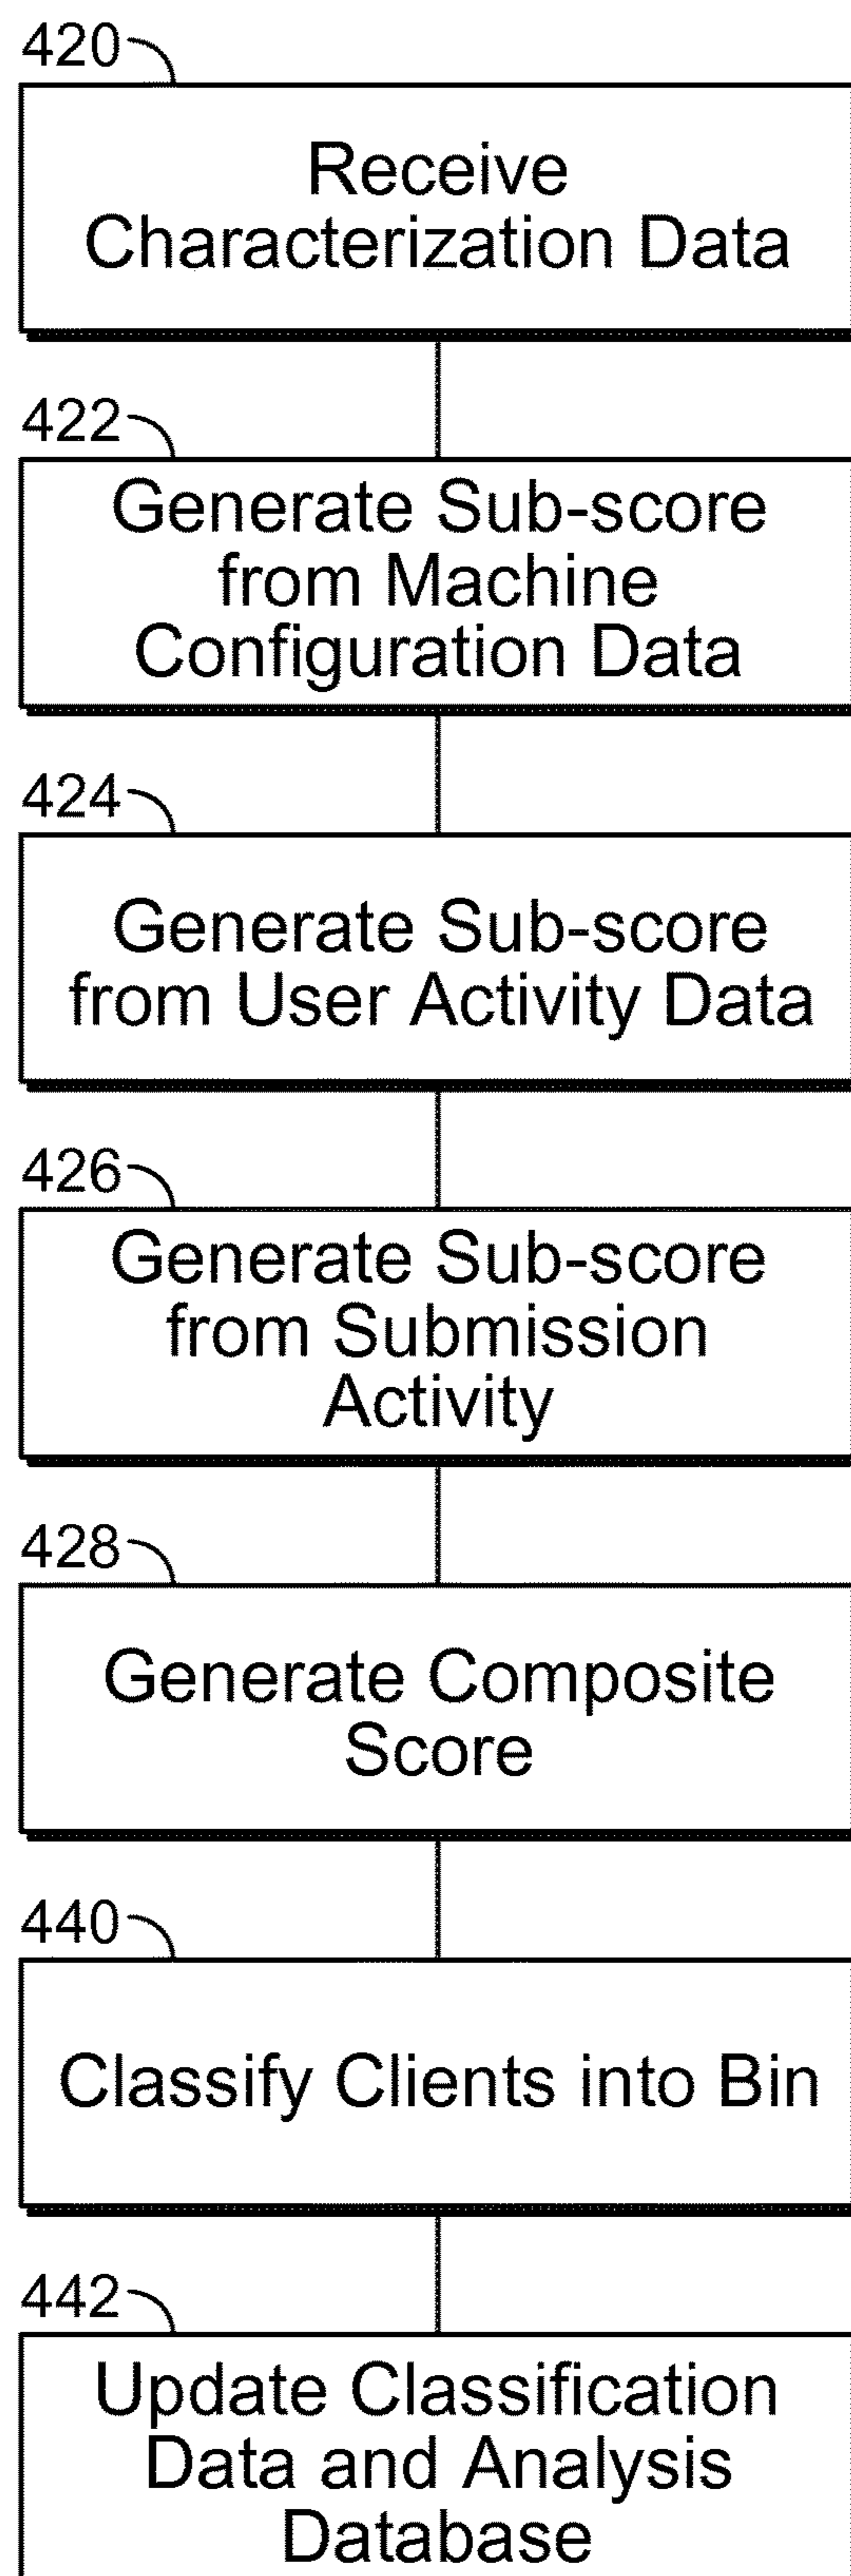 420
Receive
Characterization Data
422
Generate Sub-score
from Machine
Configuration Data
424
Generate Sub-score
from User Activity Data
426
Generate Sub-score
from Submission
Activity
428
Generate Composite
Score
440
Classify Clients into Bin
442
Update Classification
Data and Analysis
Database